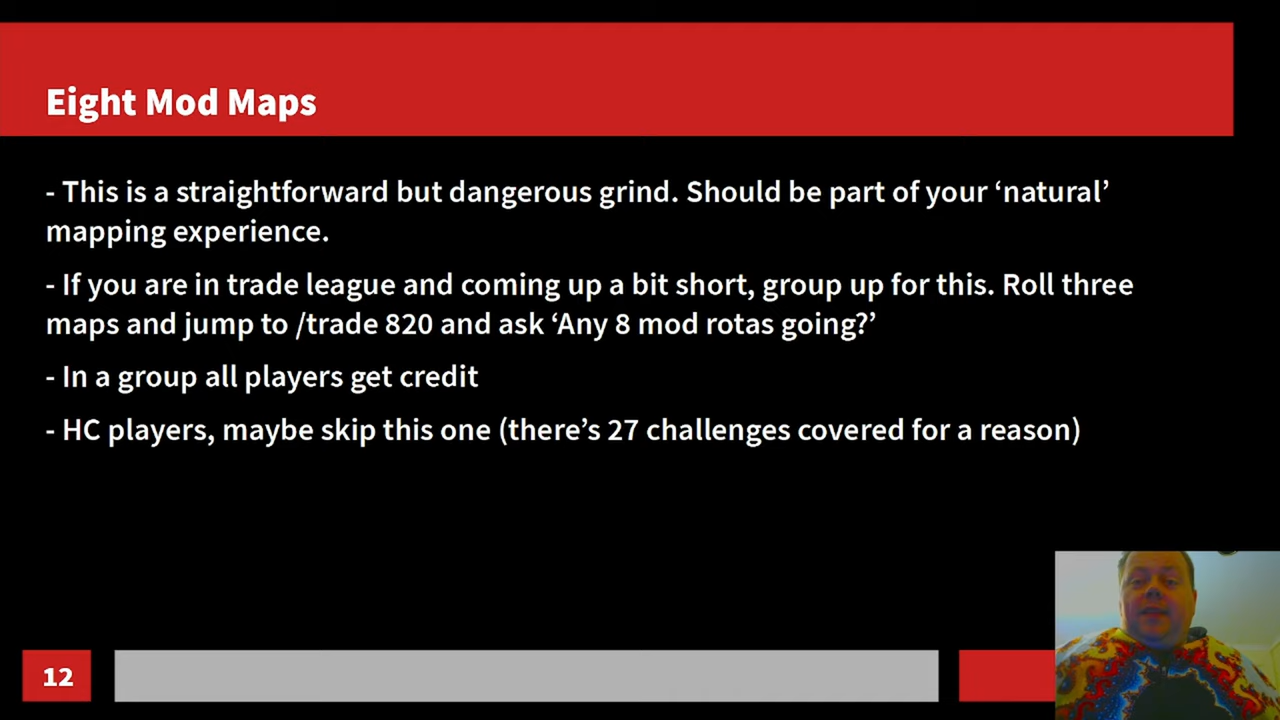 Eight Mod Maps
- This is a straightforward but dangerous grind. Should be part of your ‘natural’
mapping experience.
- If you are in trade league and coming up a bit short, group up for this. Roll three
maps and jump to /trade 820 and ask ‘Any 8 mod rotas going?’
- In a group all players get credit
- HC players, maybe skip this one (there’s 27 challenges covered for a reason)
12